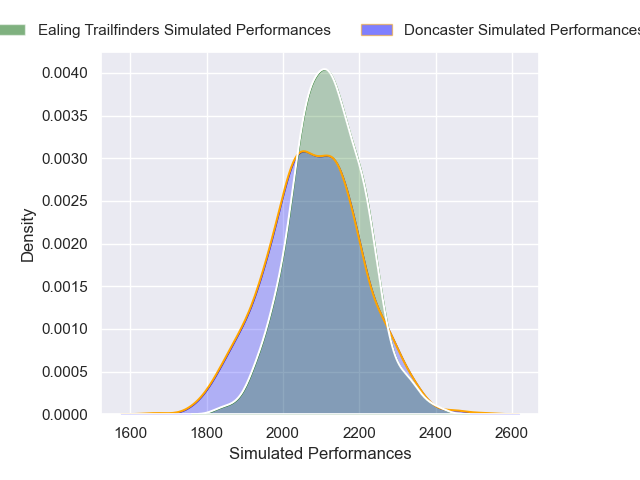 Ealing Trailfinders Simulated Performances
Doncaster Simulated Performances
0.0040
0.0035
0.0030
0.0025
0.0020
0.0015
0.0010
0.0005
0.0000
Density
1600 1800 2000 2200 2400 2600
Simulated Performances